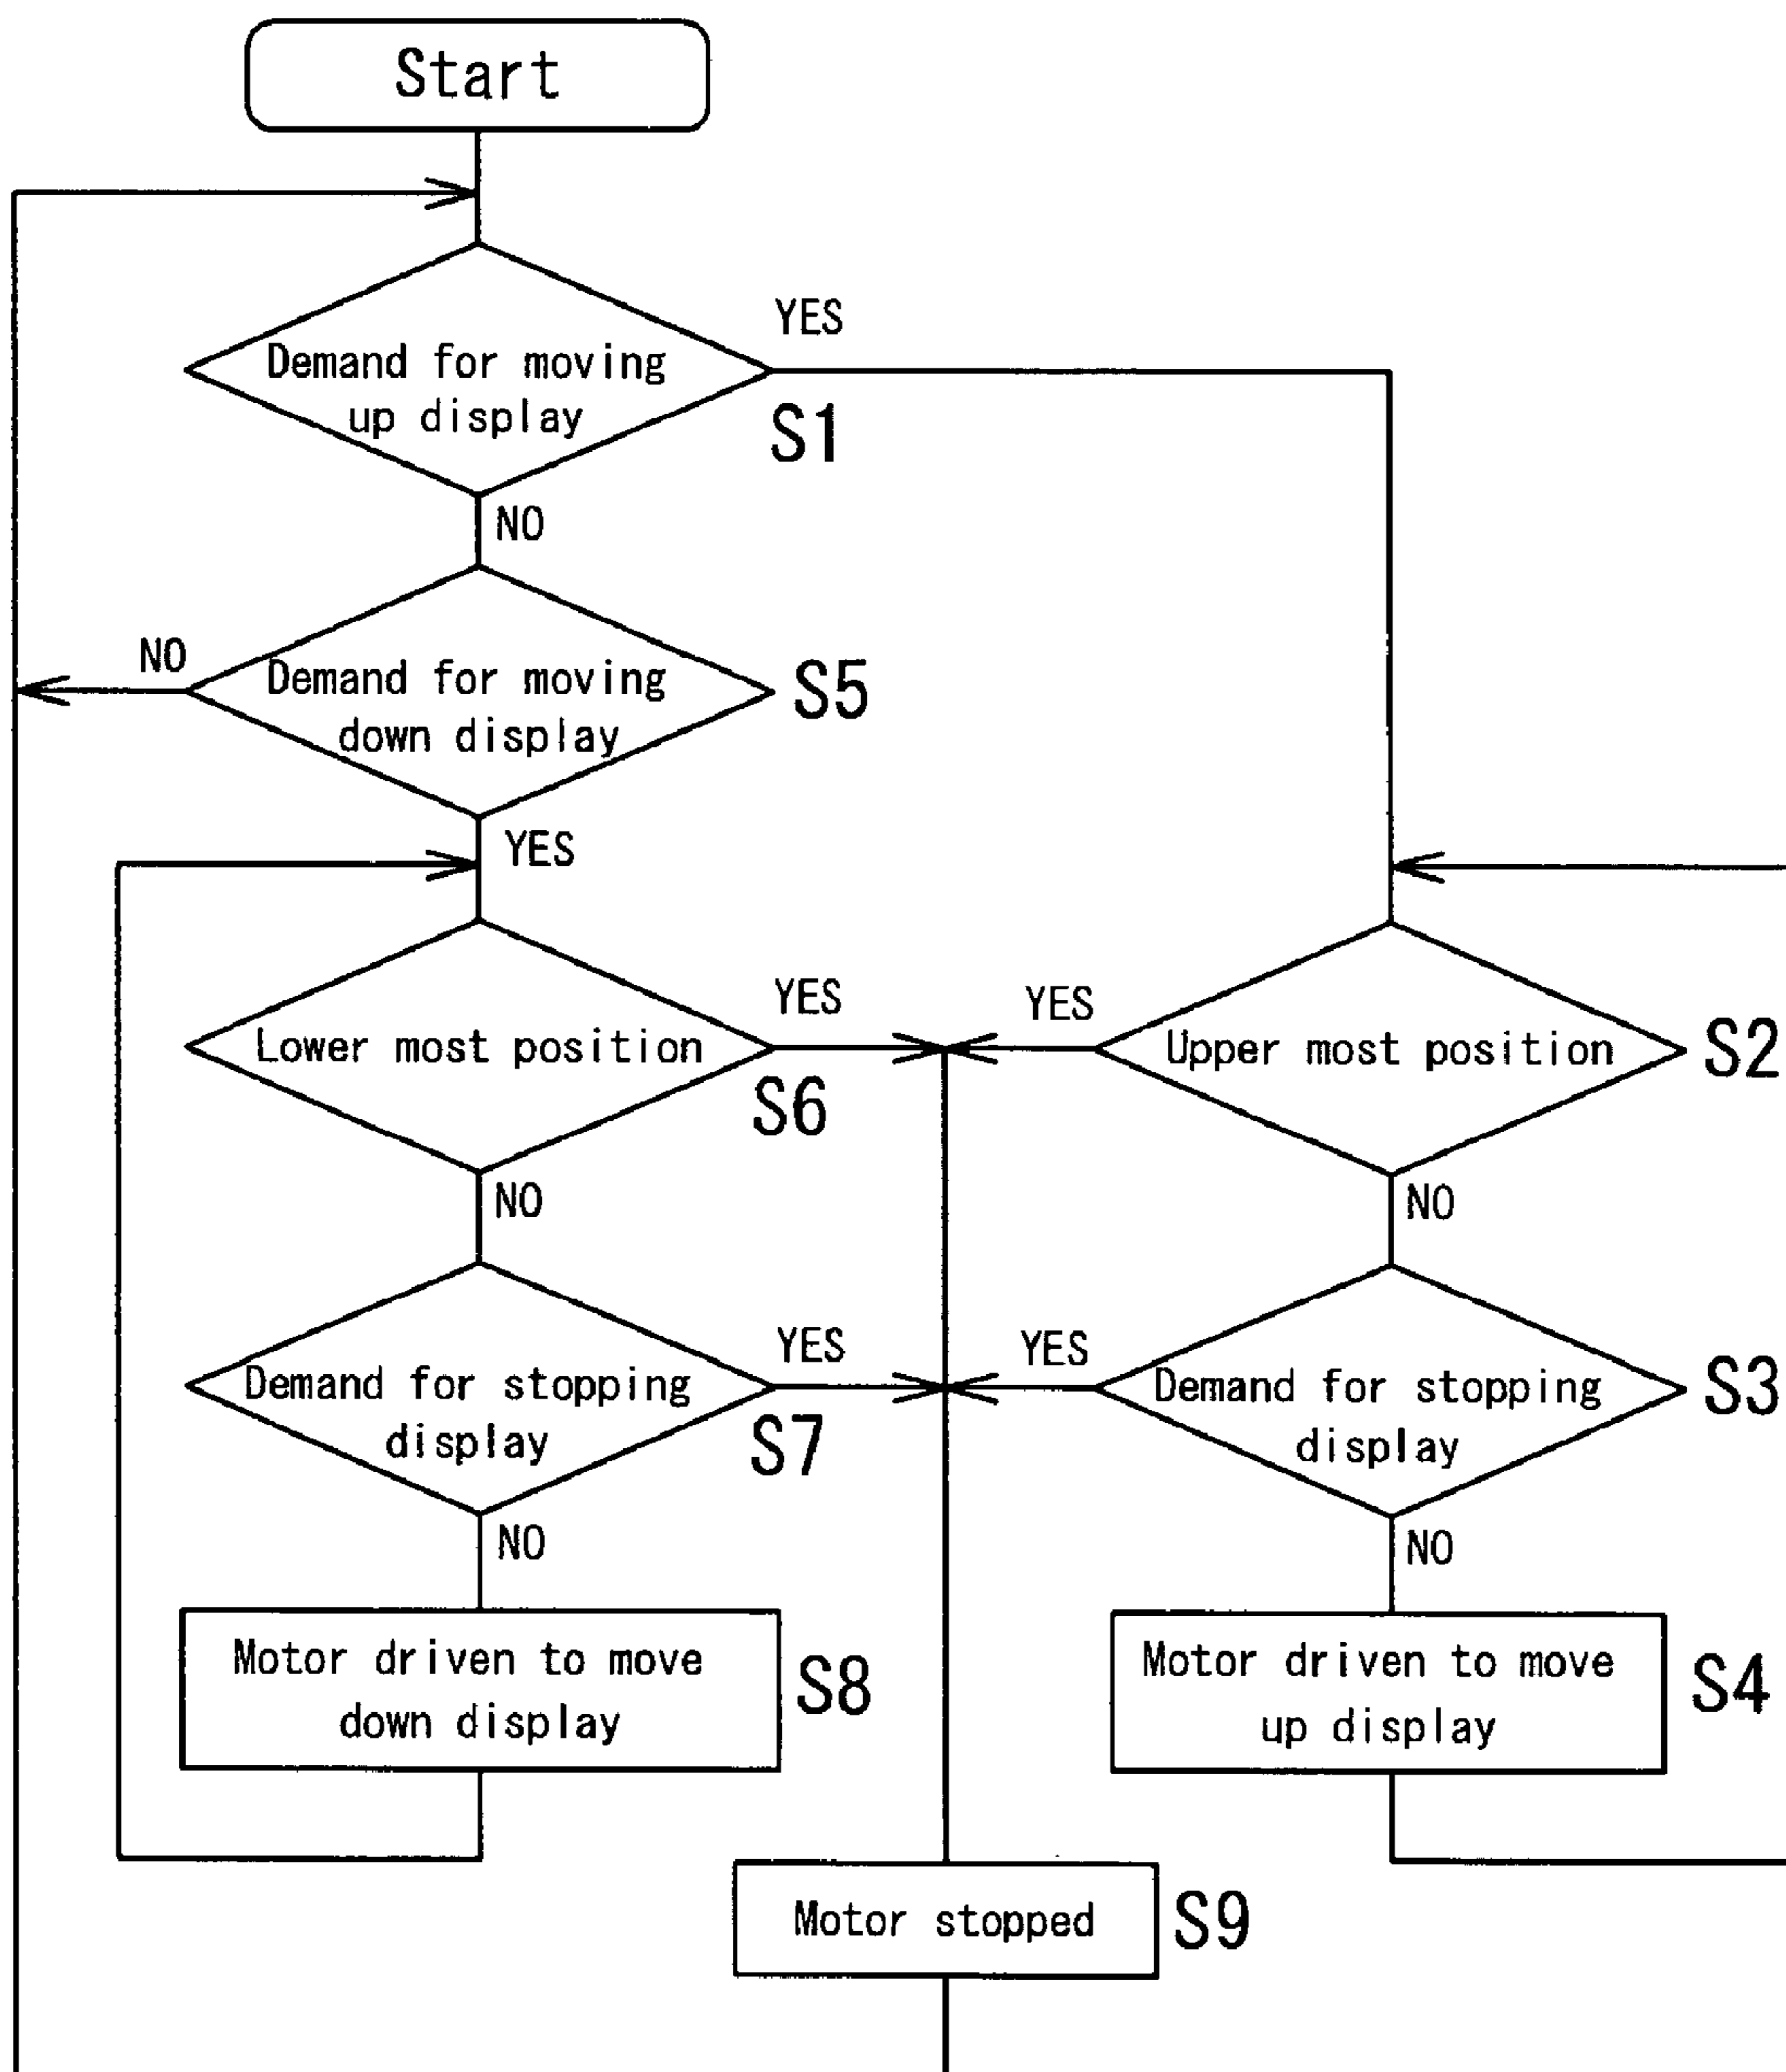 Start
YES
Demand for moving
up display
S1
NO
NO
Demand for moving
down display
S5
YES
YES
Lower most position
S6
NO
YES
Upper most position
S2
NO
YES
Demand for stopping
display
S7
NO
YES
Demand for stopping
display
S3
NO
Motor driven to move
down display
S8
Motor driven to move
up display
S4
Motor stopped
S9